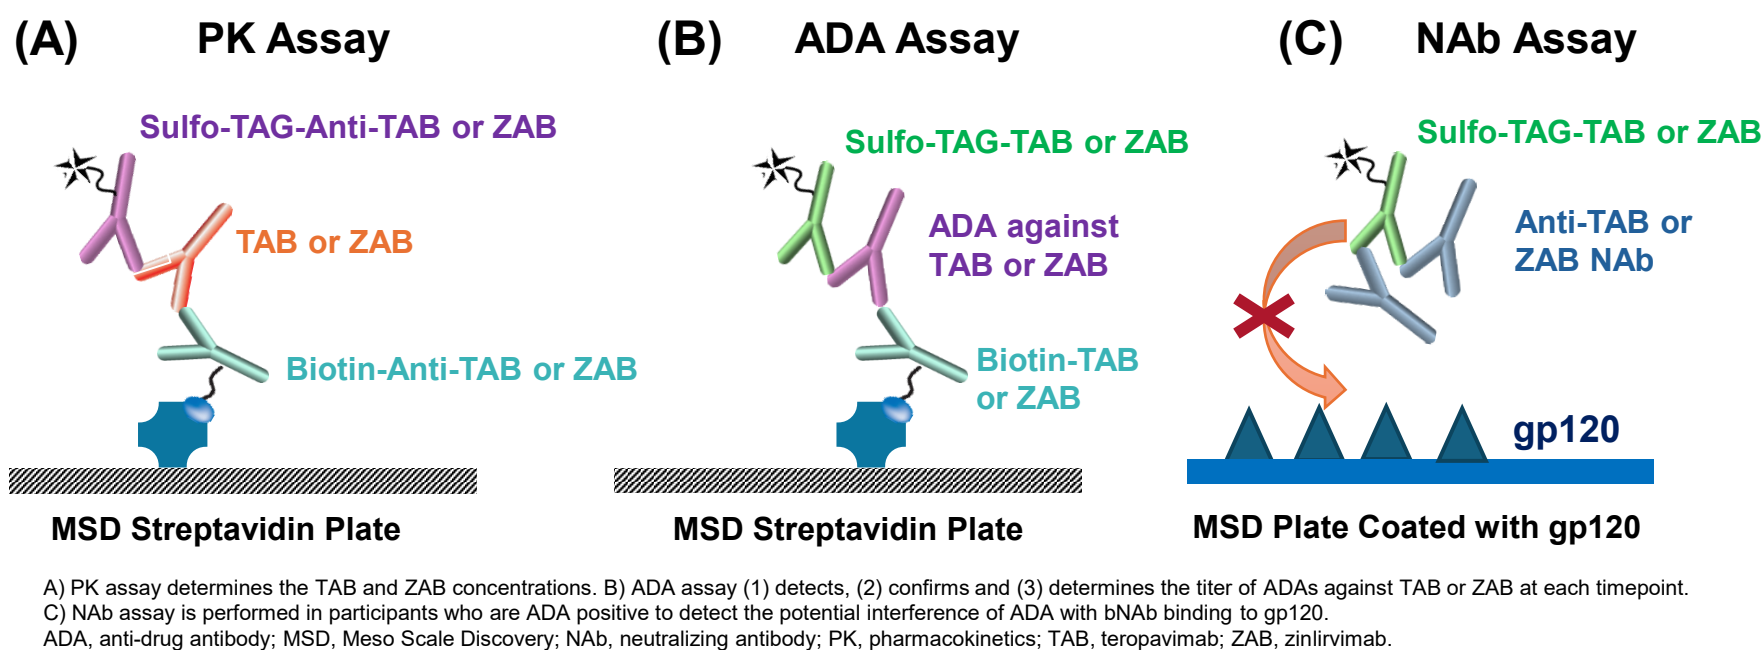 (A) PK Assay
Sulfo-TAG-Anti-TAB or ZAB
TAB or ZAB
Biotin-Anti-TAB or ZAB
MSD Streptavidin Plate
(B) ADA Assay
Sulfo-TAG-TAB or ZAB
ADA against
TAB or ZAB
Biotin-TAB
or ZAB
MSD Streptavidin Plate
(C) NAb Assay
Sulfo-TAG-TAB or ZAB
Anti-TAB or
ZAB NAb
gp120
MSD Plate Coated with gp120
A) PK assay determines the TAB and ZAB concentrations. B) ADA assay (1) detects, (2) confirms and (3) determines the titer of ADAs against TAB or ZAB at each timepoint.
C) NAb assay is performed in participants who are ADA positive to detect the potential interference of ADA with bNAb binding to gp120.
ADA, anti-drug antibody; MSD, Meso Scale Discovery; NAb, neutralizing antibody; PK, pharmacokinetics; TAB, teropavimab; ZAB, zinlirvimab.